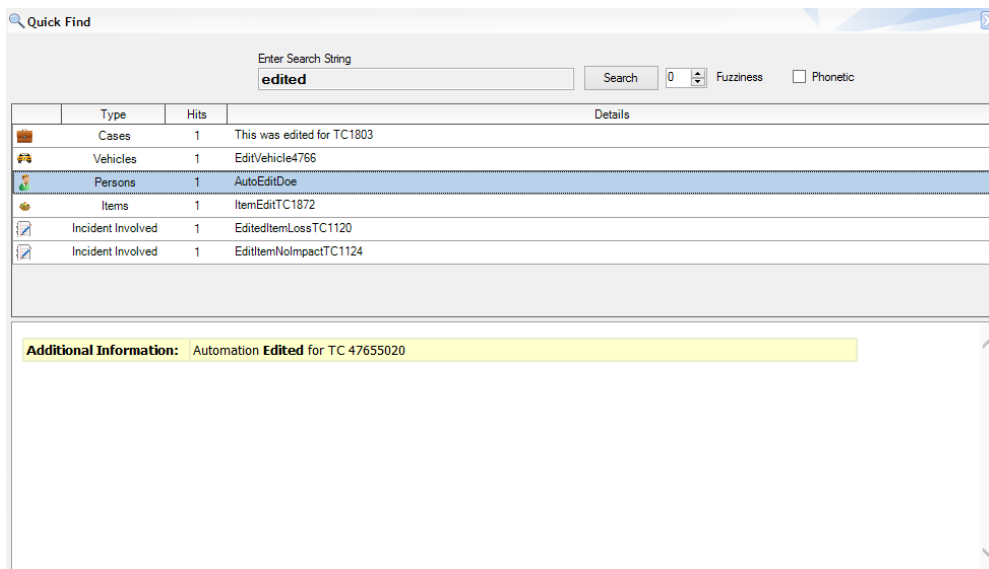 Quick Find
Enter Search String
edited Search 0 Fuzziness Phonetic
Type Hits Details
Cases 1 This was edited for TC1803
Vehicles 1 EditVehicle4766
Persons 1 AutoEditDoe
Items 1 ItemEditTC1872
Incident Involved 1 EditedItemLossTC1120
Incident Involved 1 EditItemNoImpactTC1124
Additional Information: Automation Edited for TC 47655020